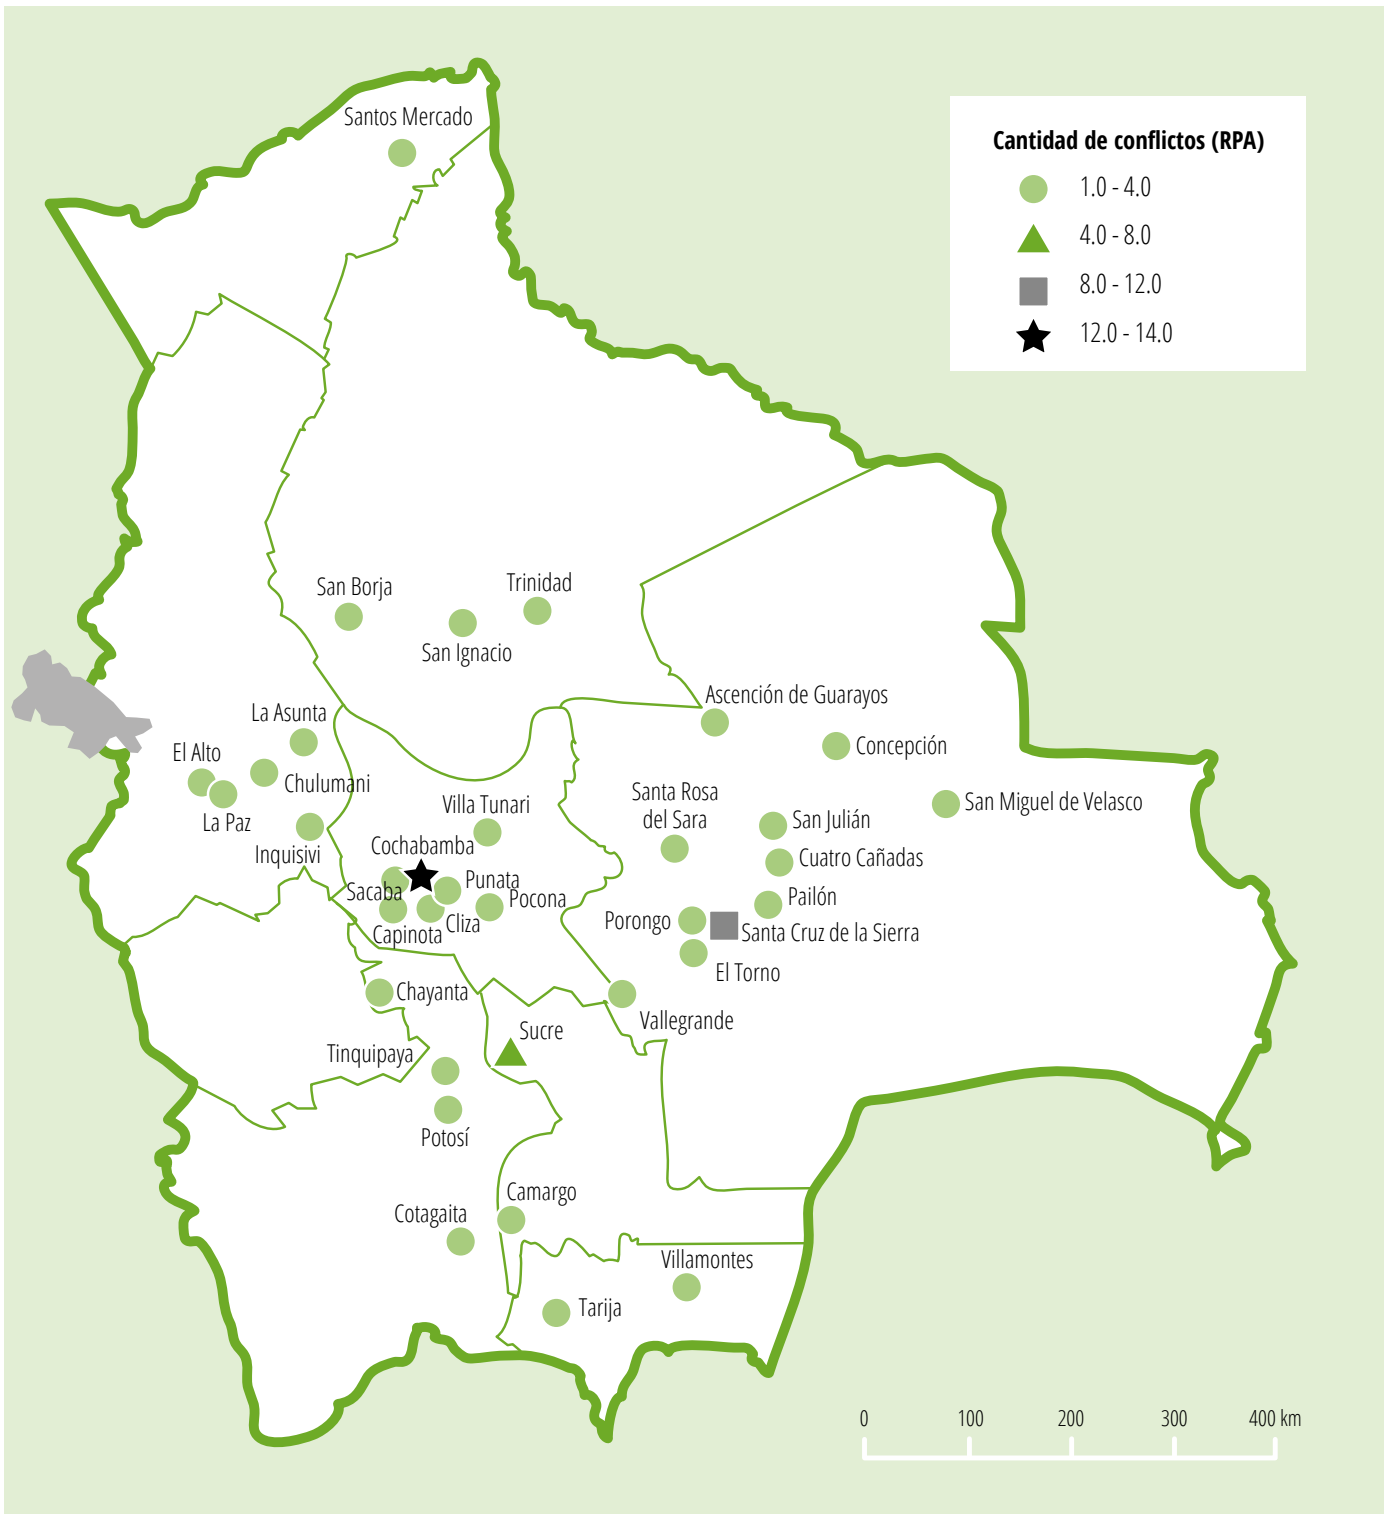 Santos Mercado
Cantidad de conflictos (RPA)
1.0 - 4.0
4.0 - 8.0
8.0 - 12.0
12.0 - 14.0
San Borja
Trinidad
San Ignacio
Ascención de Guarayos
La Asunta
El Alto
Concepción
Chulumani
Santa Rosa
del Sara
San Miguel de Velasco
Villa Tunari
La Paz
San Julián
Cochabamba
Inquisivi
Cuatro Cañadas
Punata
Sacaba
Pocona
Pailón
Porongo
Cliza
Capinota
Santa Cruz de la Sierra
El Torno
Chayanta
Vallegrande
Sucre
Tinquipaya
Potosí
Camargo
Cotagaita
Villamontes
Tarija
0 100 200 300 400 km